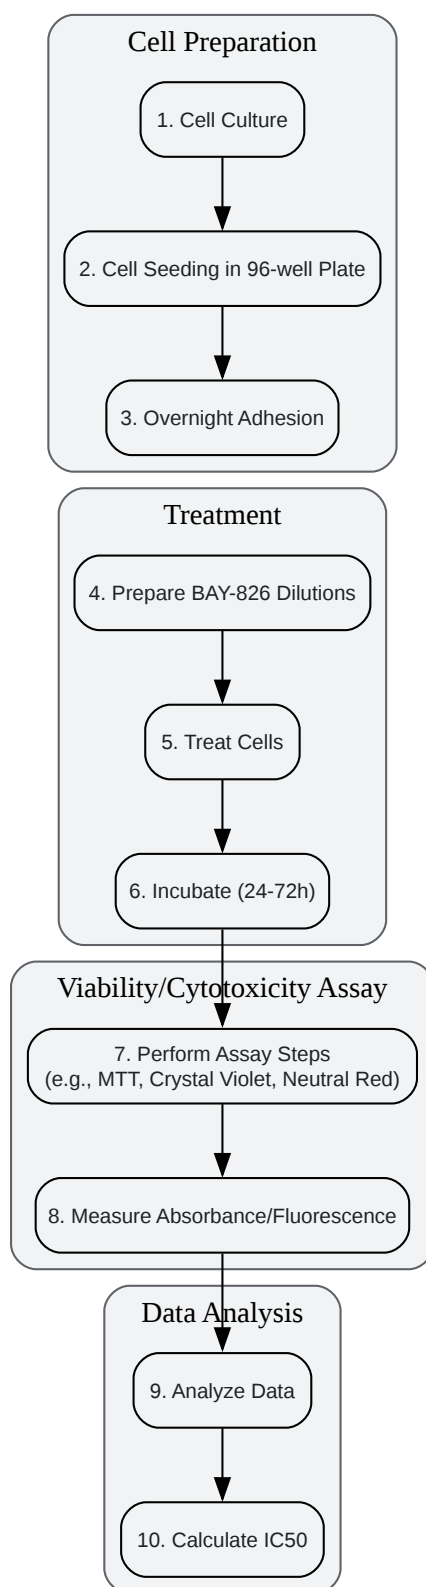 Cell Preparation
1. Cell Culture
2. Cell Seeding in 96-well Plate
3. Overnight Adhesion
Treatment
4. Prepare BAY-826 Dilutions
5. Treat Cells
6. Incubate (24-72h)
Viability/Cytotoxicity Assay
7. Perform Assay Steps
(e.g., MTT, Crystal Violet, Neutral Red)
8. Measure Absorbance/Fluorescence
Data Analysis
9. Analyze Data
10. Calculate IC50